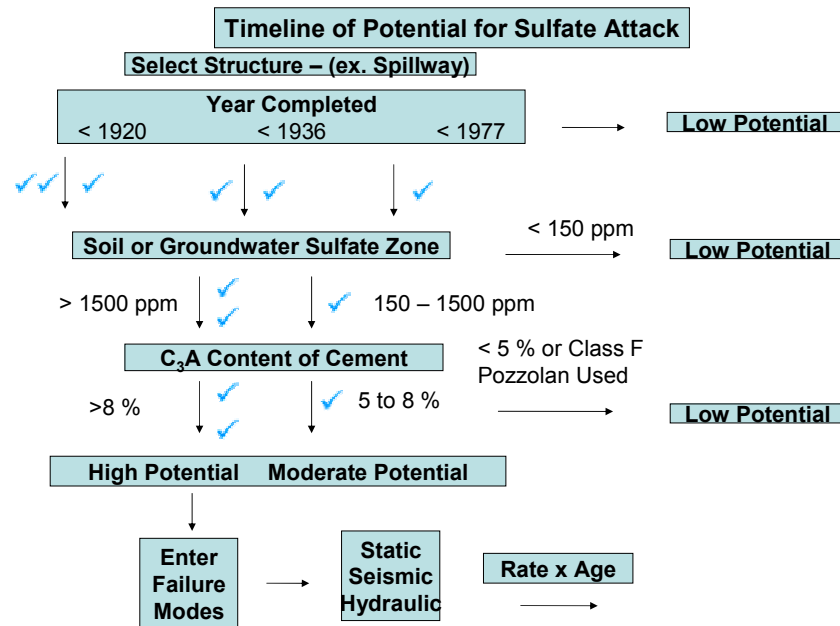 Timeline of Potential for Sulfate Attack
Select Structure – (ex. Spillway)
Year Completed
< 1920 < 1936 < 1977
Low Potential
Soil or Groundwater Sulfate Zone
< 150 ppm
Low Potential
> 1500 ppm
150 – 1500ppm
C₃A Content of Cement
< 5 % or Class F
Pozzolan Used
>8 %
5 to 8 %
Low Potential
High Potential Moderate Potential
Enter
Failure
Modes
Static
Seismic
Hydraulic
Rate x Age